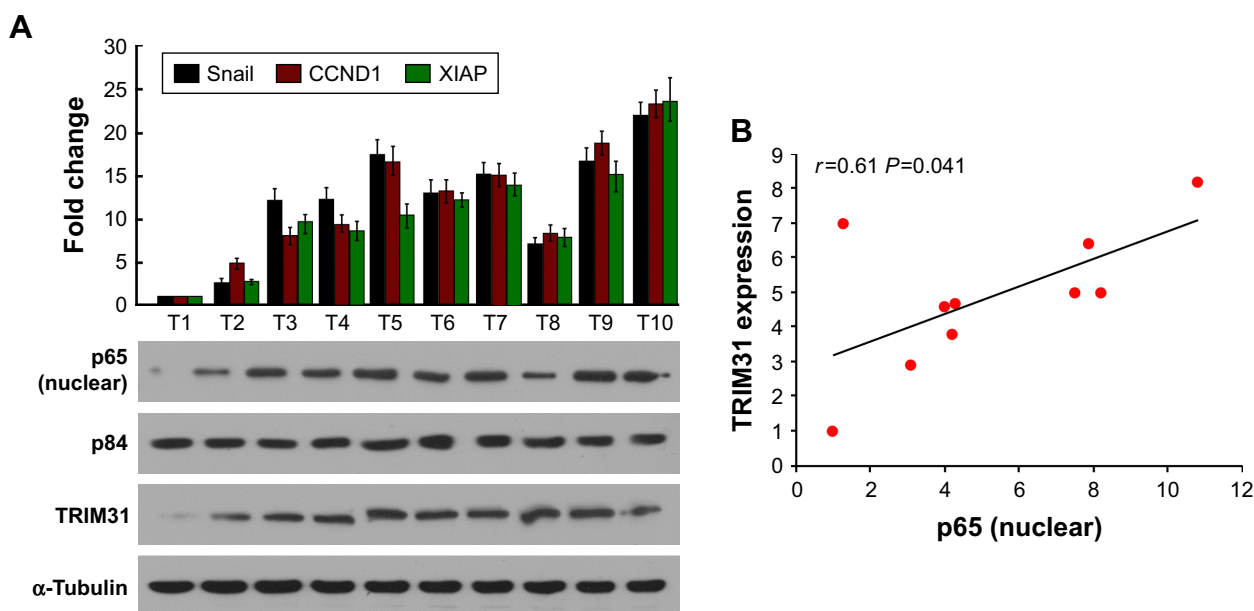 A
30
25
20
15
10
5
0
Fold change
Snail CCND1 XIAP
T1 T2 T3 T4 T5 T6 T7 T8 T9 T10
p65
(nuclear)
p84
TRIM31
α-Tubulin
B
r=0.61 P=0.041
9
8
7
6
5
4
3
2
1
0
TRIM31 expression
0 2 4 6 8 10 12
p65 (nuclear)